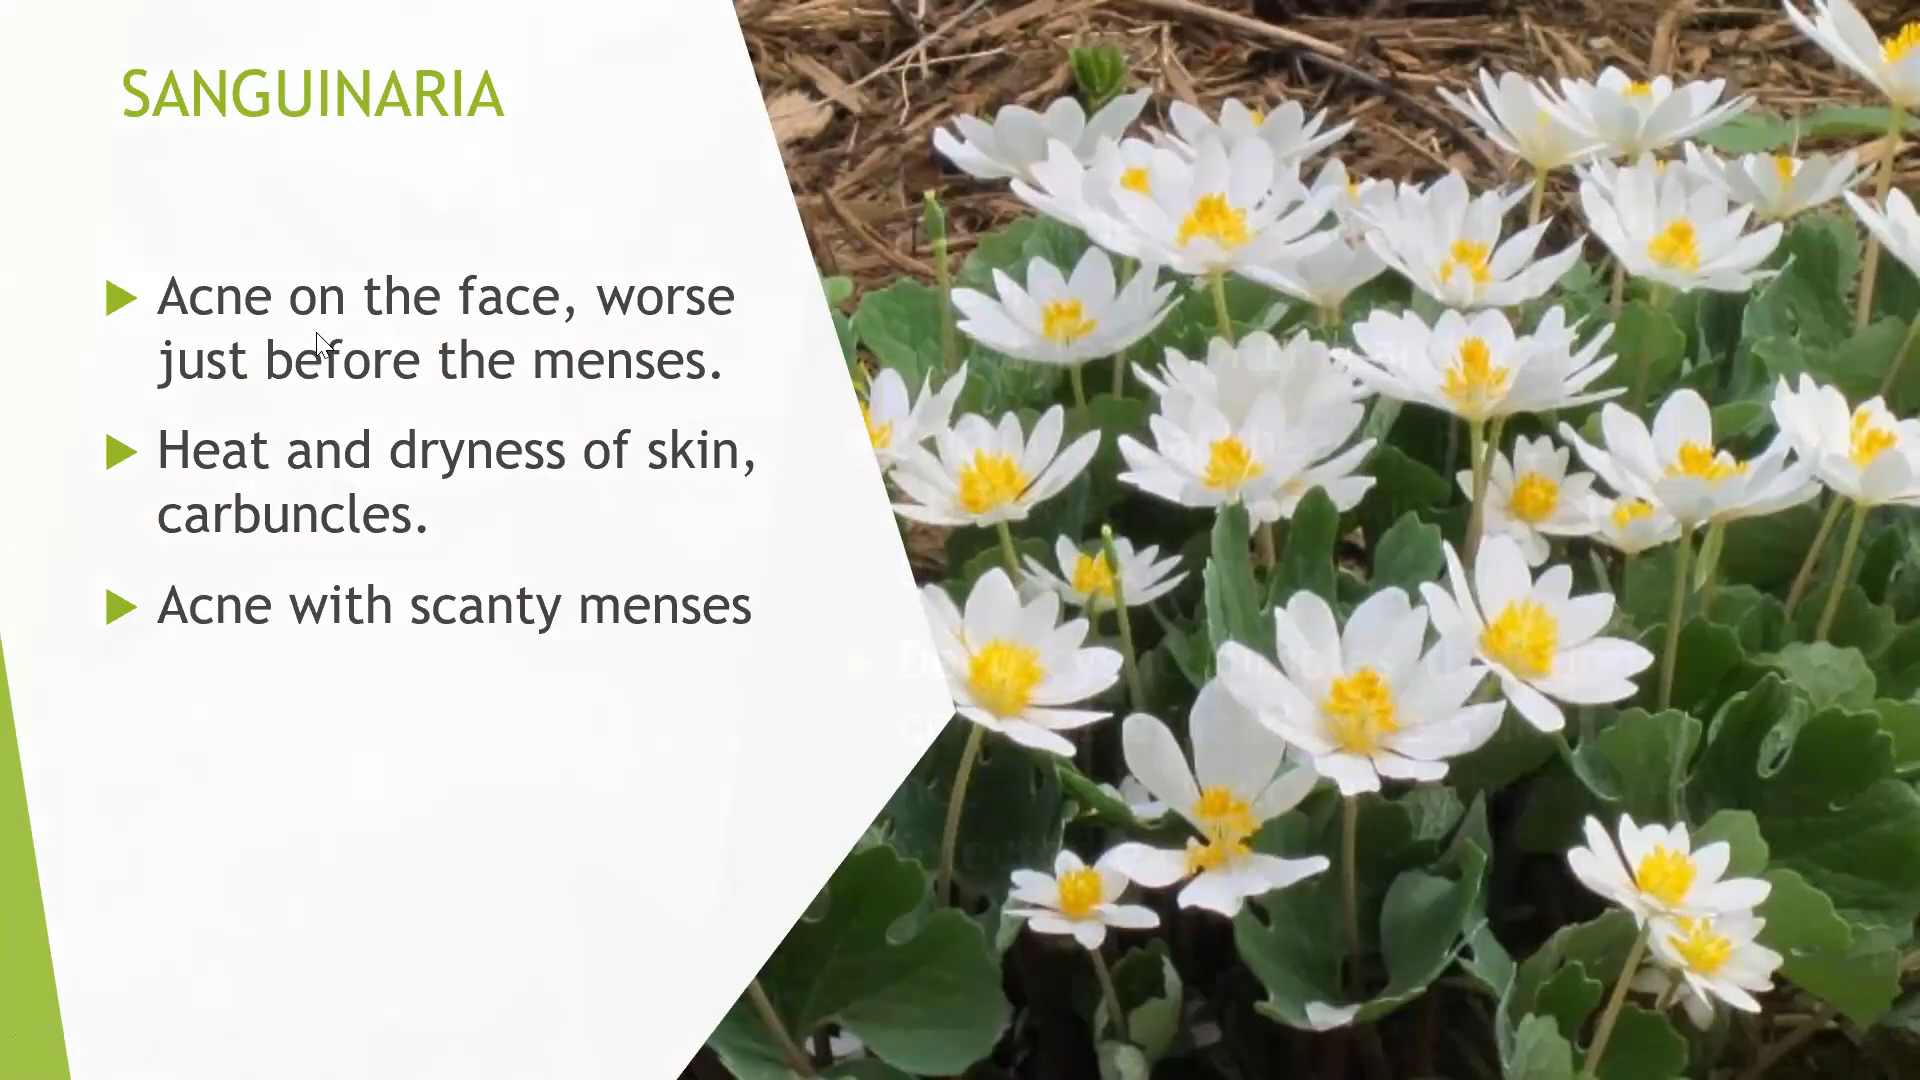 SANGUINARIA
Acne on the face, worse
just before the menses.
Heat and dryness of skin,
carbuncles.
Acne with scanty menses